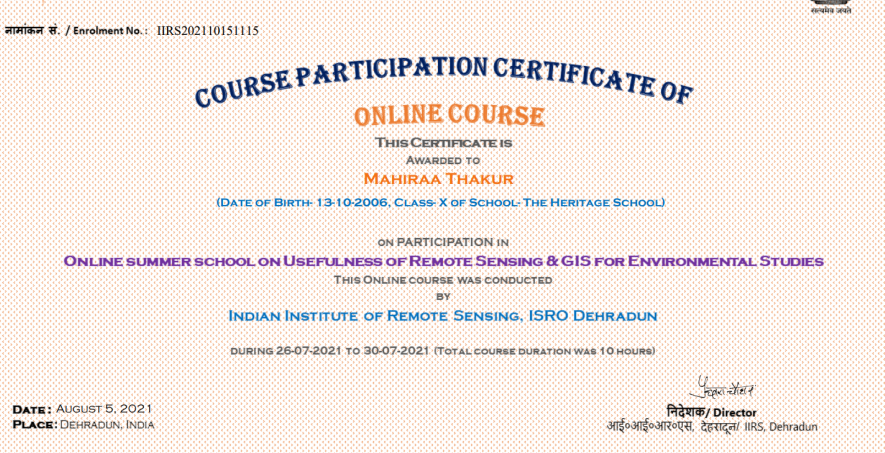 सत्यमेव जयते
नामांकन सं. / Enrolment No. : IIRS202110151115
COURSE PARTICIPATION CERTIFICATE OF
ONLINE COURSE
THIS CERTIFICATE IS
AWARDED TO
MAHIRAA THAKUR
(DATE OF BIRTH- 13-10-2006, CLASS- X OF SCHOOL- THE HERITAGE SCHOOL)
ON PARTICIPATION IN
ONLINE SUMMER SCHOOL ON USEFULNESS OF REMOTE SENSING & GIS FOR ENVIRONMENTAL STUDIES
THIS ONLINE COURSE WAS CONDUCTED
BY
INDIAN INSTITUTE OF REMOTE SENSING, ISRO DEHRADUN
DURING 26-07-2021 TO 30-07-2021 (TOTAL COURSE DURATION WAS 10 HOURS)
DATE : AUGUST 5, 2021
PLACE: DEHRADUN, INDIA
निदेशक/ Director
आई०आई०आर०एस, देहरादून/ IIRS, Dehradun